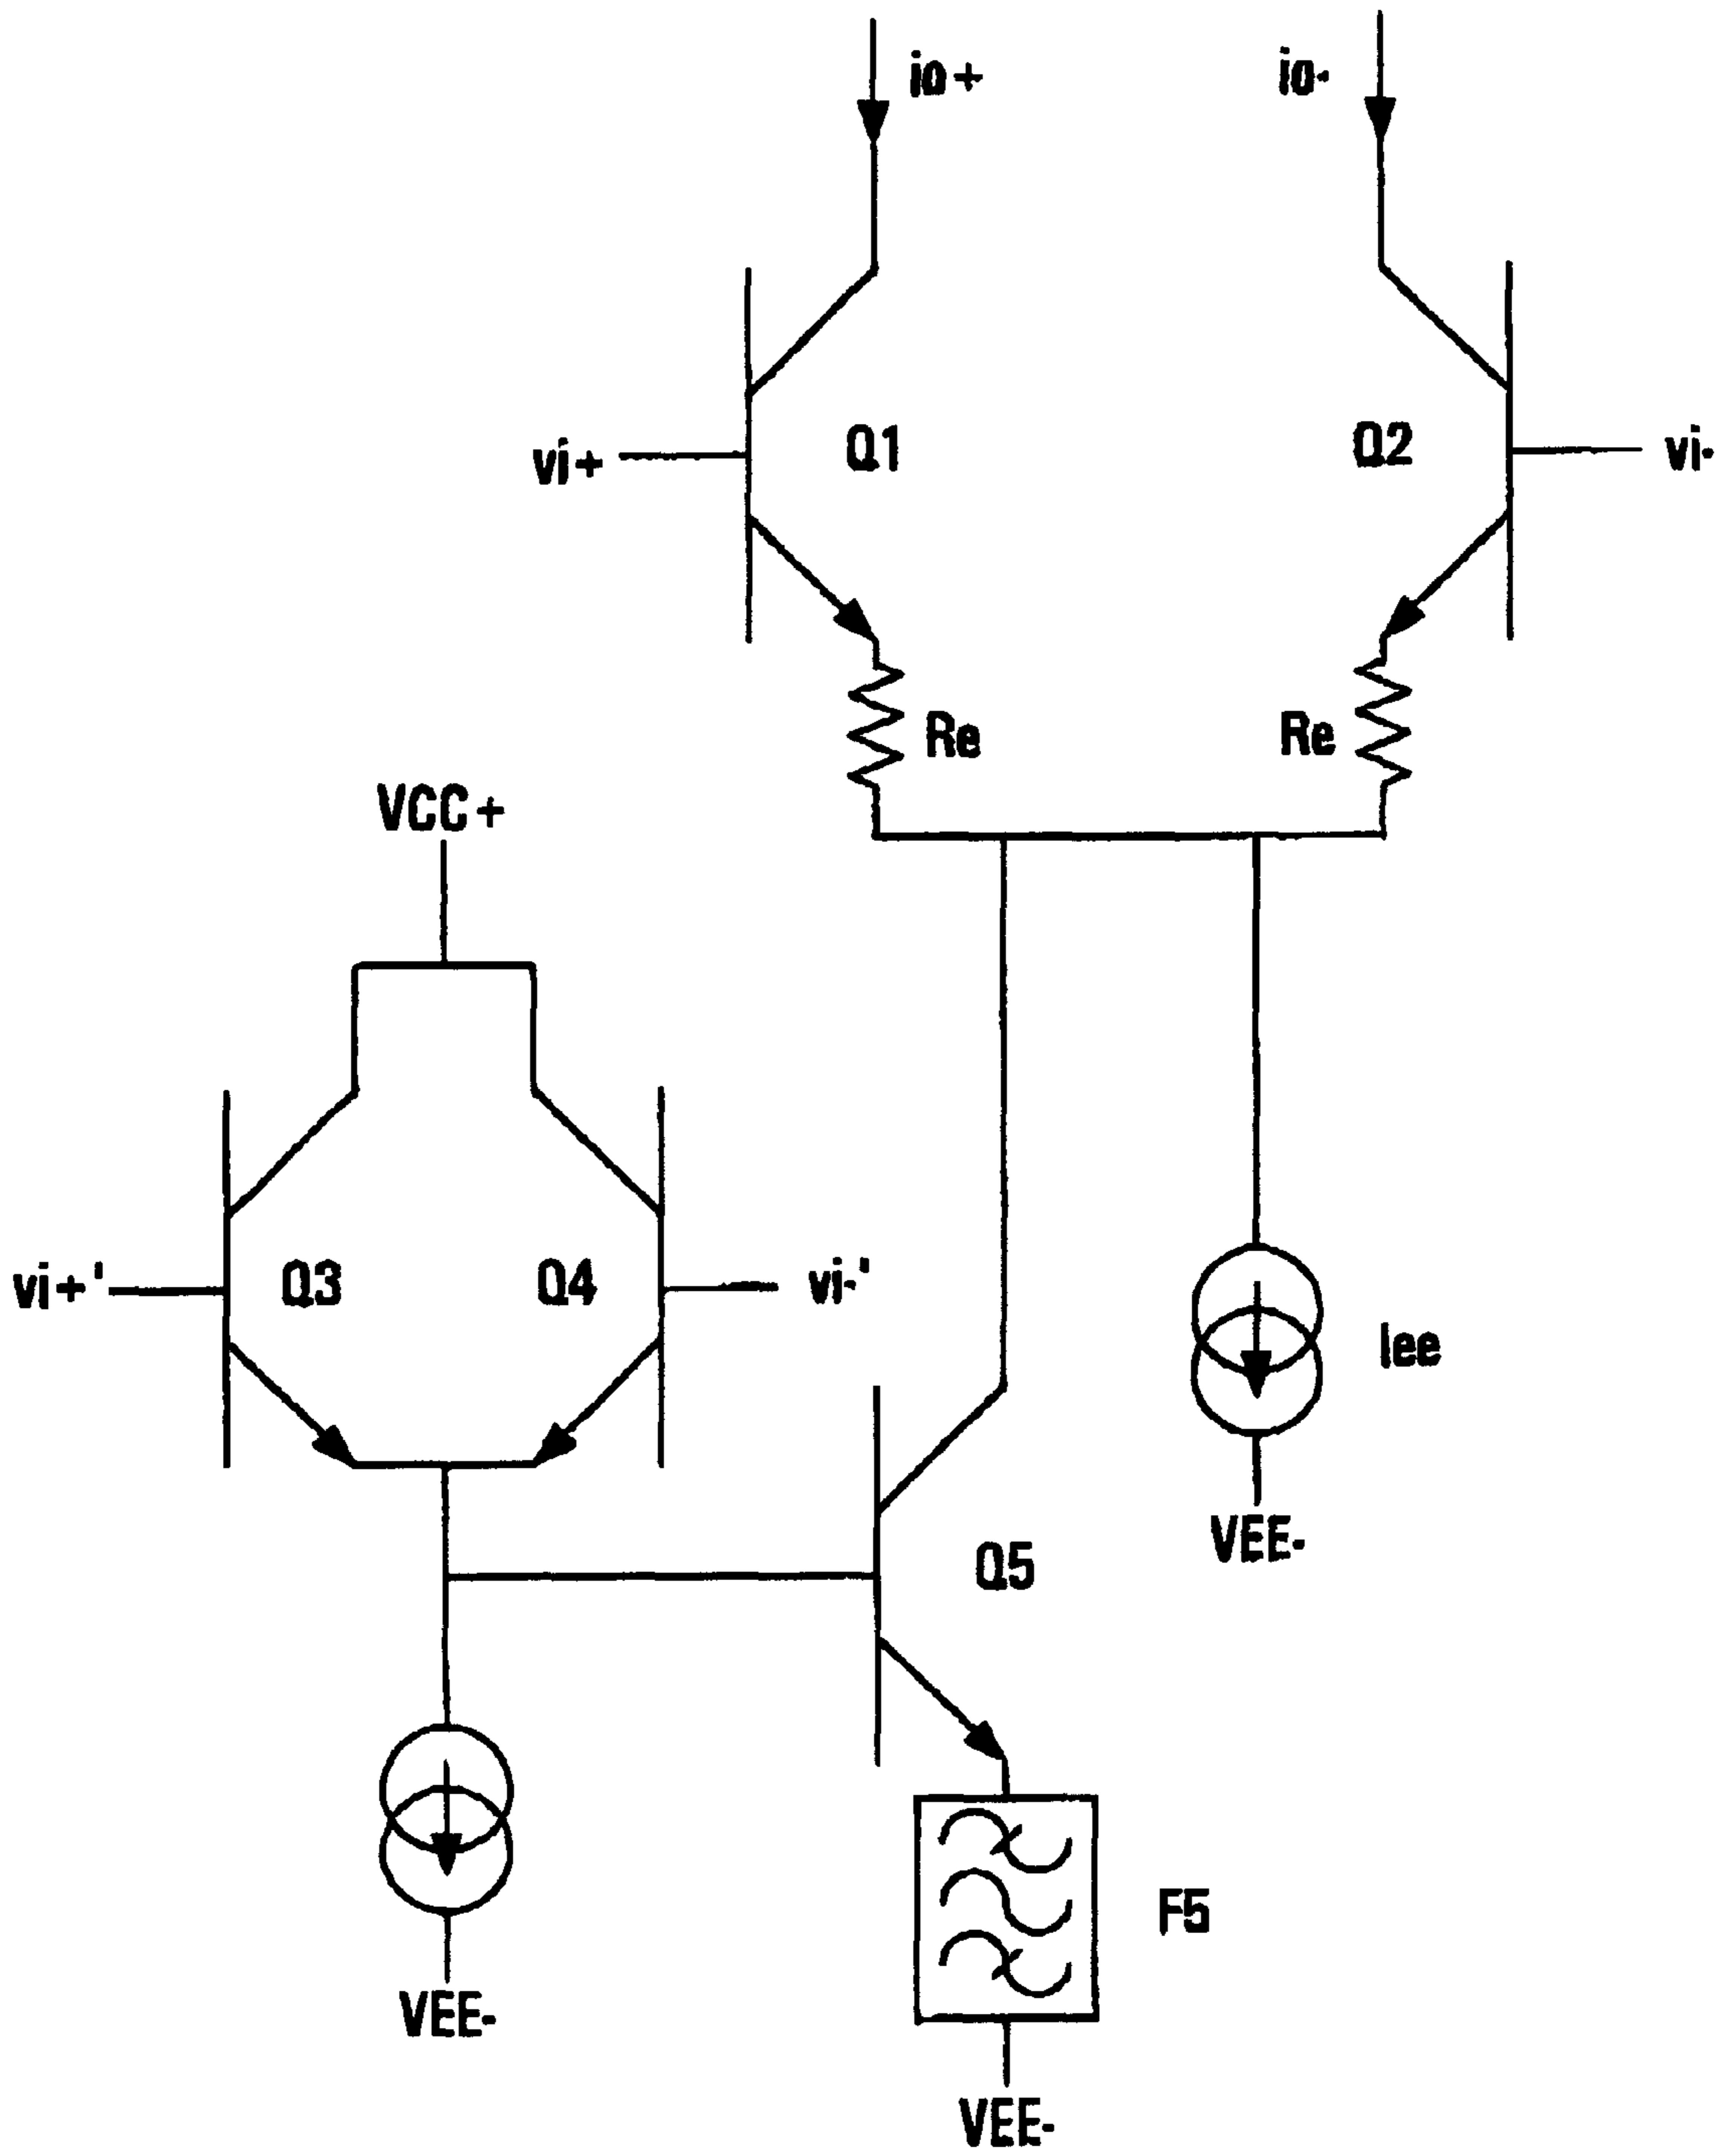 io+
io-
vi+
Q1
Q2
vi-
Re
Re
VCC+
vi+'
Q3
Q4
vi-'
Iee
VEE-
Q5
F5
VEE-
VEE-